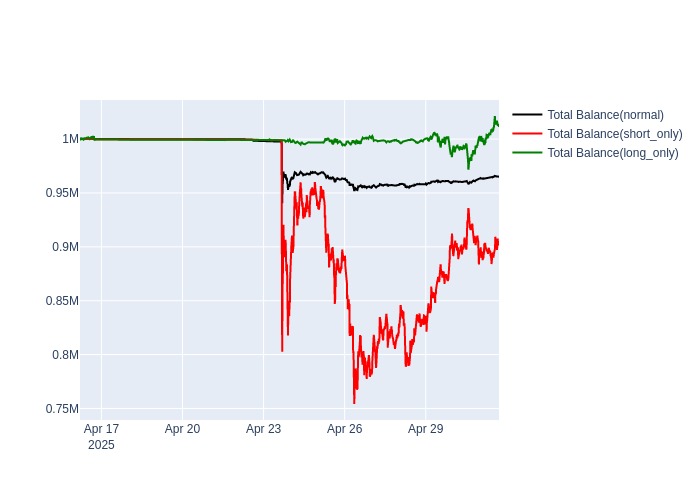 Total Balance(normal)
Total Balance(short_only)
Total Balance(long_only)
1M
0.95M
0.9M
0.85M
0.8M
0.75M
Apr 17
2025
Apr 20
Apr 23
Apr 26
Apr 29